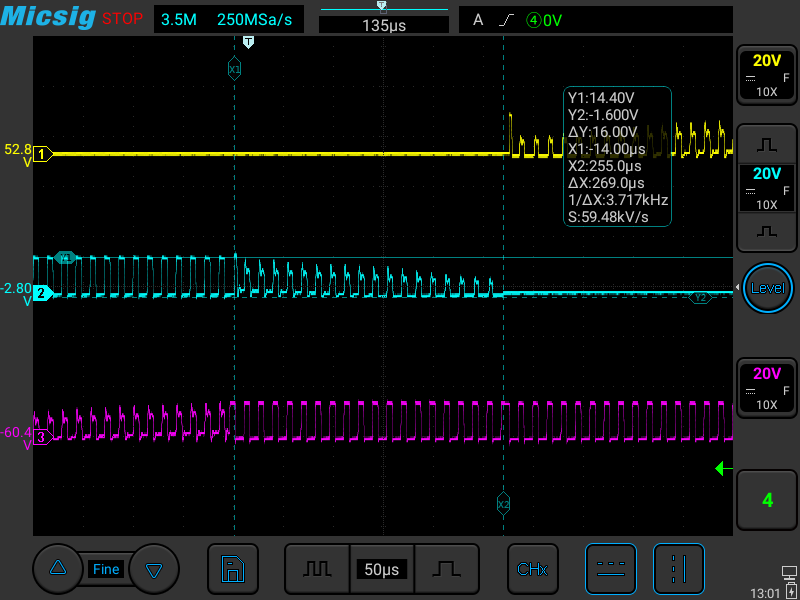 Micsig STOP 3.5M 250MSa/s 135µs A ④0V
20V
F
10X
X1
Y1:14.40V
Y2:-1.600V
ΔY:16.00V
X1:-14.00µs
X2:255.0µs
ΔX:269.0µs
1/ΔX:3.717kHz
S:59.48kV/s
52.8
V
1
20V
F
10X
Y1
-2.80
V
2
Y2
Level
20V
F
10X
-60.4
V
3
X2
4
Fine
50µs
CHx
13:01